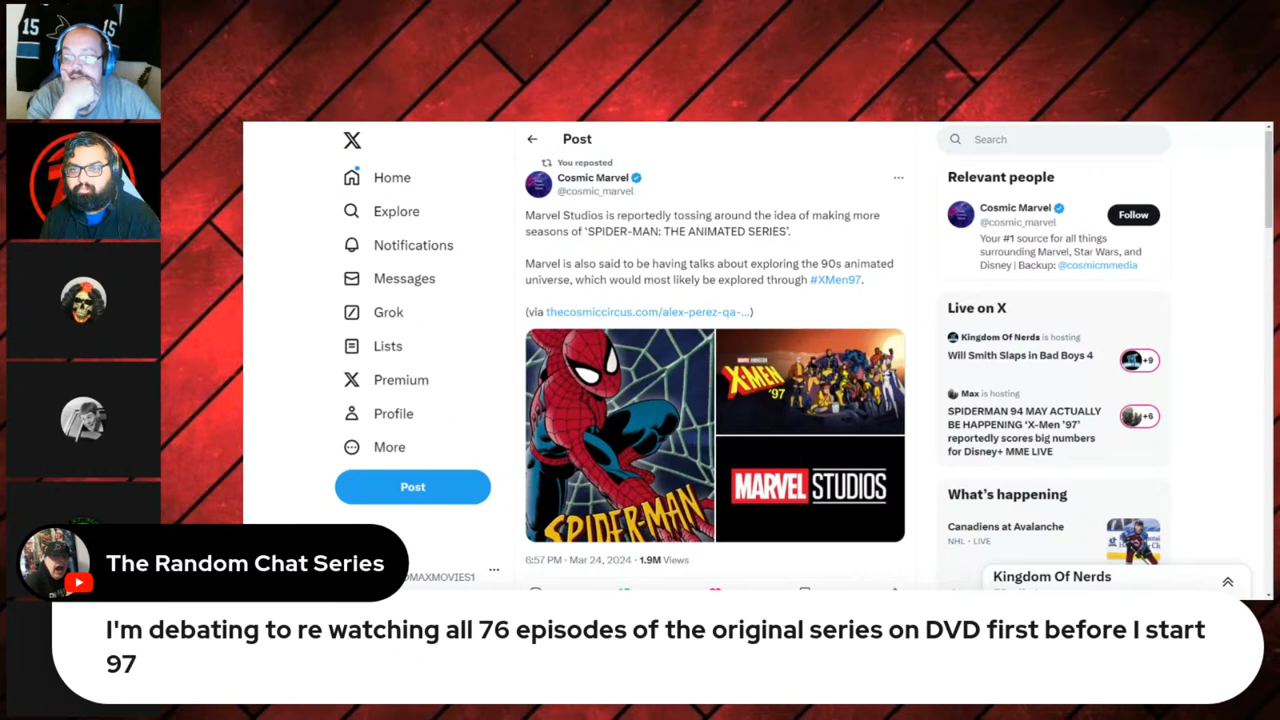 15
15
Post
You reposted
Cosmic Marvel
@cosmic_marvel
Marvel Studios is reportedly tossing around the idea of making more
seasons of ‘SPIDER-MAN: THE ANIMATED SERIES’.
Marvel is also said to be having talks about exploring the 90s animated
universe, which would most likely be explored through #XMen97.
(via thecosmiccircus.com/alex-perez-qa-...)
X-MEN
'97
SPIDER-MAN
MARVEL STUDIOS
6:57 PM · Mar 24, 2024 · 1.9M Views
X
Home
Explore
Notifications
Messages
Grok
Lists
Premium
Profile
More
Post
@MAXMOVIES1
Search
Relevant people
Cosmic Marvel
@cosmic_marvel
Follow
Your #1 source for all things
surrounding Marvel, Star Wars, and
Disney | Backup: @cosmicmmedia
Live on X
Kingdom Of Nerds is hosting
Will Smith Slaps in Bad Boys 4
+9
Max is hosting
SPIDERMAN 94 MAY ACTUALLY
BE HAPPENING ‘X-Men ’97’
reportedly scores big numbers
for Disney+ MME LIVE
+6
What’s happening
Canadiens at Avalanche
NHL · LIVE
Kingdom Of Nerds
The Random Chat Series
I'm debating to re watching all 76 episodes of the original series on DVD first before I start
97